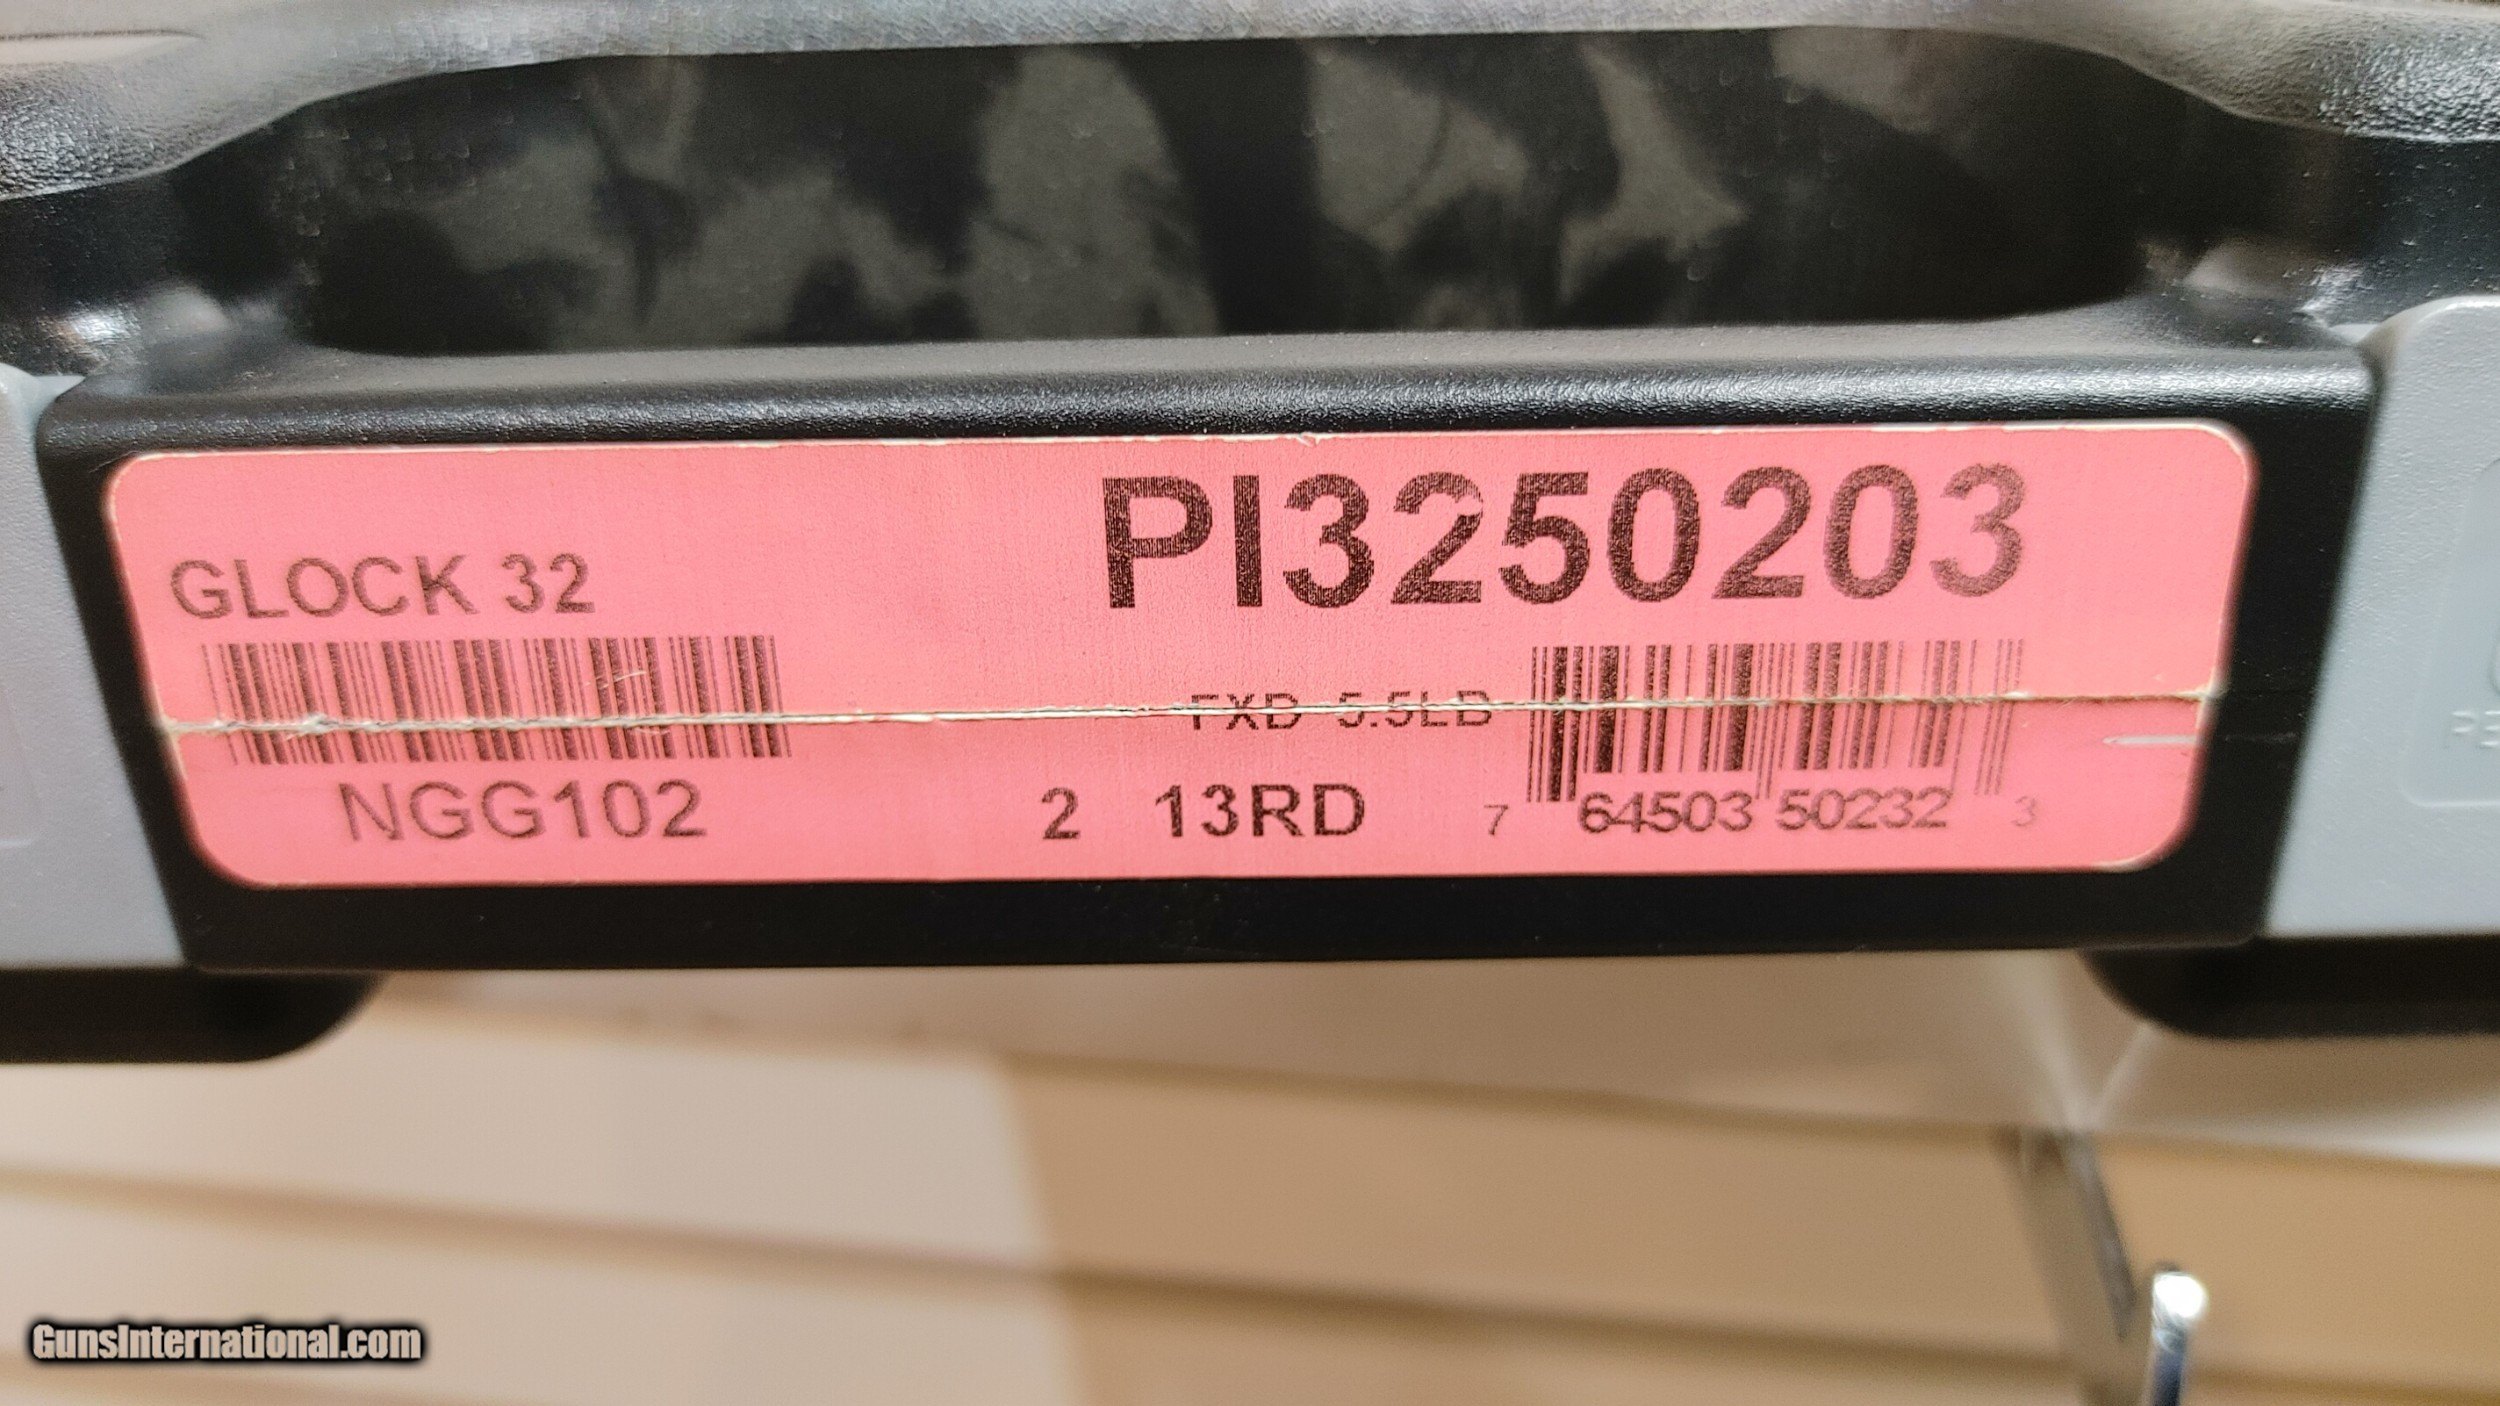 PI3250203
GLOCK 32
FXD 5.5LB
NGG102
2 13RD
7 64503 50232 3
GunsInternational.com